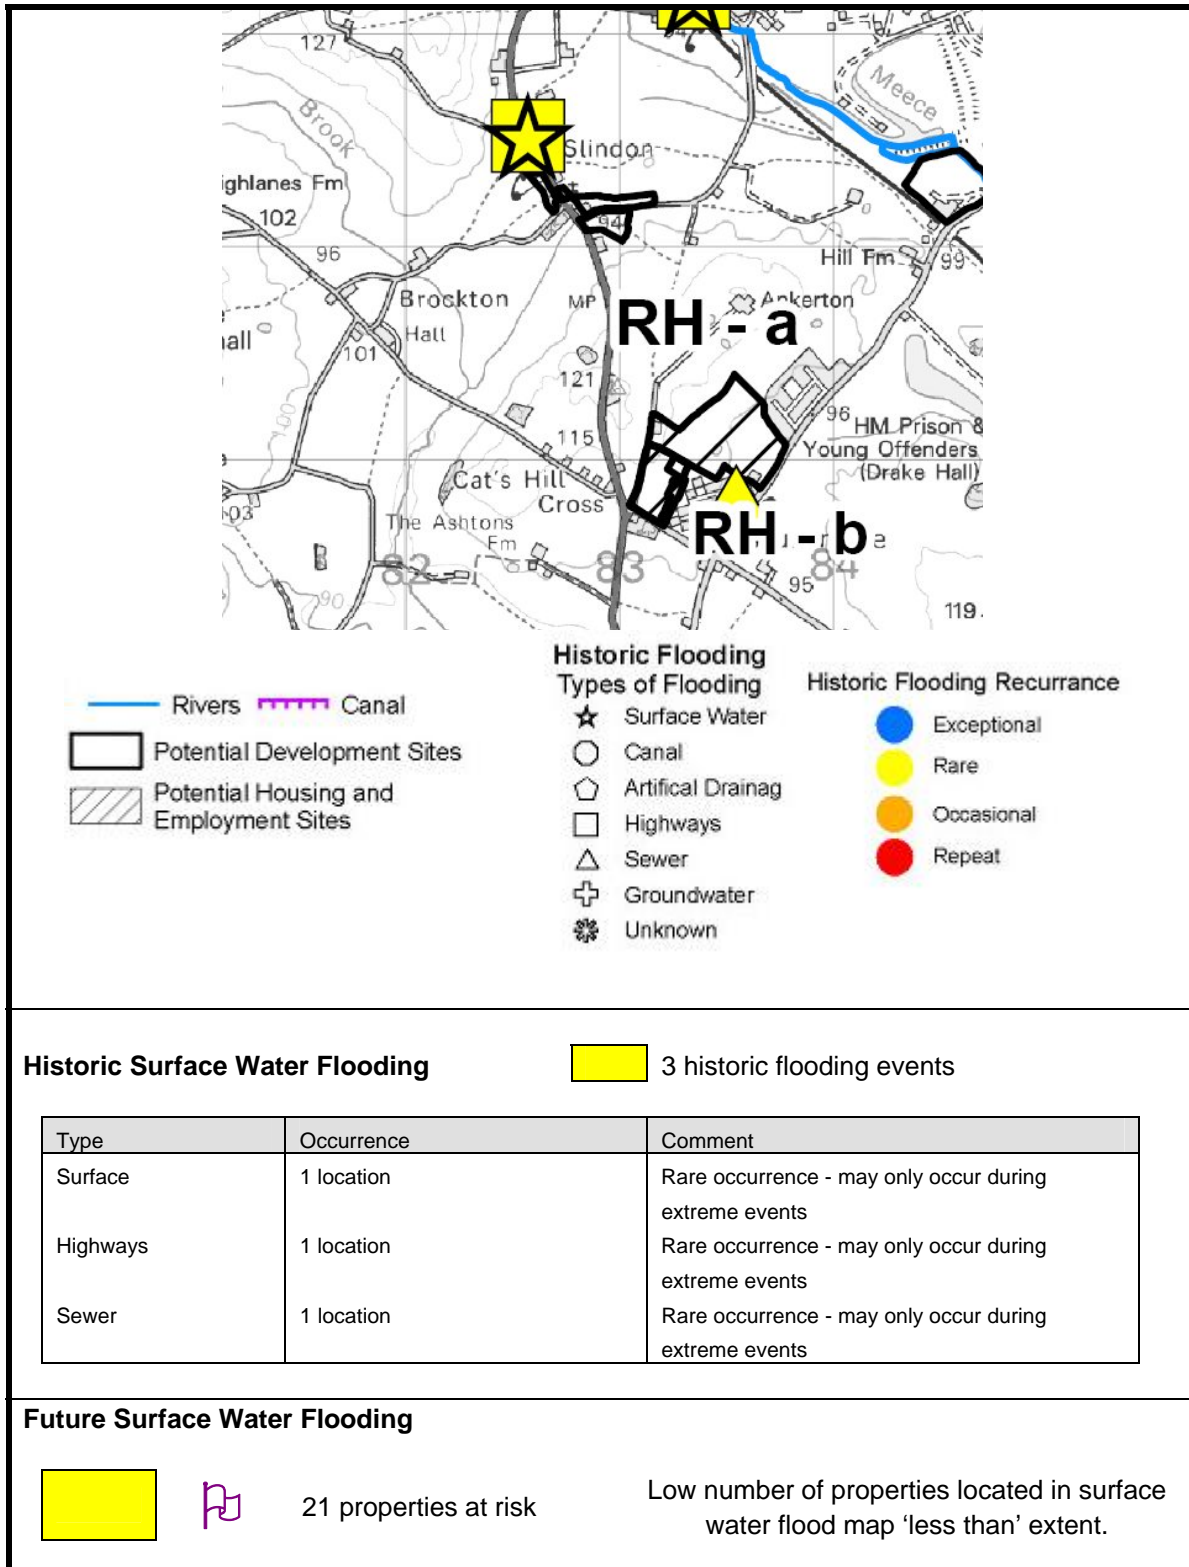 127
Brook
Meece
Slindon
ghlanes Fm
102
94
96
Hill Fm
99
Brockton
MP
Ankerton
Hall
all
RH - a
101
121
100
96
HM Prison &
115
Young Offenders
(Drake Hall)
Cat's Hill
Cross
03
The Ashtons
Fm
RH - b
82
83
84
95
90
119
Historic Flooding
Types of Flooding
Historic Flooding Recurrance
Rivers
Canal
Surface Water
Exceptional
Potential Development Sites
Canal
Rare
Artifical Drainag
Potential Housing and
Employment Sites
Highways
Occasional
Sewer
Repeat
Groundwater
Unknown
Historic Surface Water Flooding
3 historic flooding events
Type Occurrence Comment
Surface 1 location Rare occurrence - may only occur during
extreme events
Highways 1 location Rare occurrence - may only occur during
extreme events
Sewer 1 location Rare occurrence - may only occur during
extreme events
Future Surface Water Flooding
21 properties at risk
Low number of properties located in surface
water flood map ‘less than’ extent.